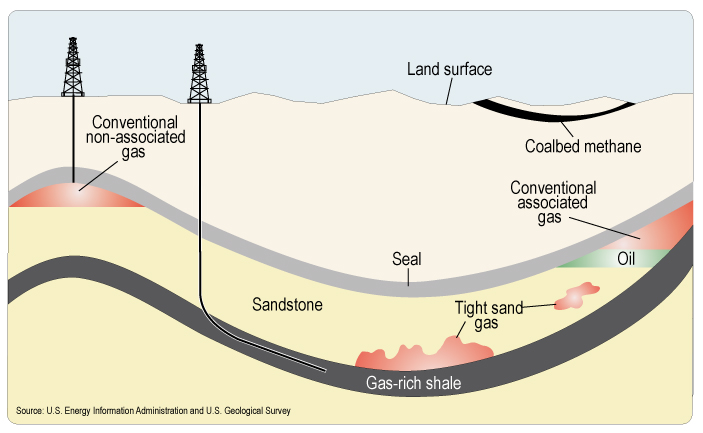 Land surface
Conventional
non-associated
gas
Coalbed methane
Conventional
associated
gas
Seal
Oil
Sandstone
Tight sand
gas
Gas-rich shale
Source: U.S. Energy Information Administration and U.S. Geological Survey